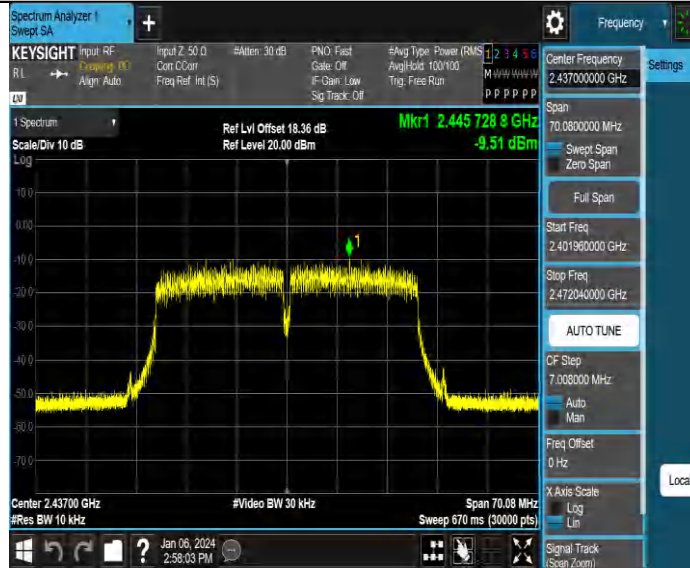 Spectrum Analyzer 1
Swept SA
+
Frequency
KEYSIGHT
Input: RF
Coupling: DC
Align: Auto
Input Z: 50 Ω
Corr CCorr
Freq Ref: Int (S)
#Atten: 30 dB
PNO: Fast
Gate: Off
IF Gain: Low
Sig Track: Off
#Avg Type: Power (RMS
Avg|Hold: 100/100
Trig: Free Run
1 2 3 4 5 6
M W W W W W
P P P P P P
R L
LXI
Center Frequency
2.437000000 GHz
Settings
Span
70.0800000 MHz
Swept Span
Zero Span
Full Span
Start Freq
2.401960000 GHz
Stop Freq
2.472040000 GHz
AUTO TUNE
CF Step
7.008000 MHz
Auto
Man
Freq Offset
0 Hz
X Axis Scale
Log
Lin
Local
Signal Track
(Span Zoom)
1 Spectrum
Scale/Div 10 dB
Ref Lvl Offset 18.36 dB
Ref Level 20.00 dBm
Mkr1 2.445 728 8 GHz
-9.51 dBm
Log
10.0
0.00
-10.0
-20.0
-30.0
-40.0
-50.0
-60.0
-70.0
1
Center 2.43700 GHz
#Video BW 30 kHz
Span 70.08 MHz
#Res BW 10 kHz
Sweep 670 ms (30000 pts)
?
Jan 06, 2024
2:58:03 PM